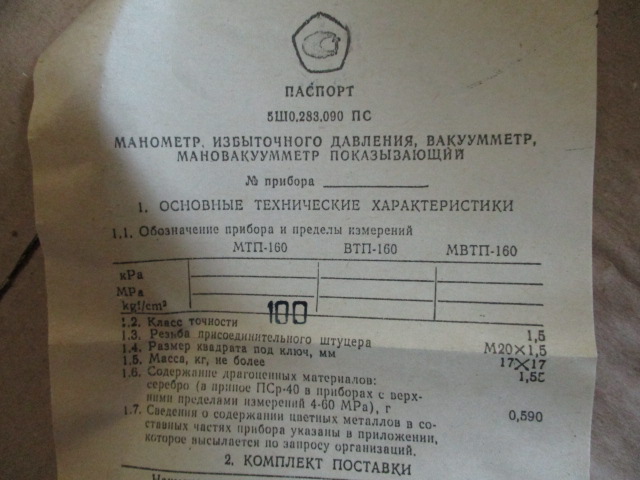 ПАСПОРТ
5Ш0,283,090 ПС
МАНОМЕТР, ИЗБЫТОЧНОГО ДАВЛЕНИЯ, ВАКУУММЕТР,
МАНОВАКУУММЕТР ПОКАЗЫВАЮЩИЙ
№ прибора
1. ОСНОВНЫЕ ТЕХНИЧЕСКИЕ ХАРАКТЕРИСТИКИ
1.1. Обозначение прибора и пределы измерений
МТП-160 ВТП-160 МВТП-160
кPa
MPa
kgf/cm²
100
1.2. Класс точности 1,5
1.3. Резьба присоединительного штуцера М20×1,5
1.4. Размер квадрата под ключ, мм 17×17
1.5. Масса, кг, не более
1.6. Содержание драгоценных материалов:
серебро (в припое ПСр-40 в приборах с верх-
ними пределами измерений 4-60 МРа), г 0,590
1.7. Сведения о содержании цветных металлов в со-
ставных частях прибора указаны в приложении,
которое высылается по запросу организаций.
2. КОМПЛЕКТ ПОСТАВКИ